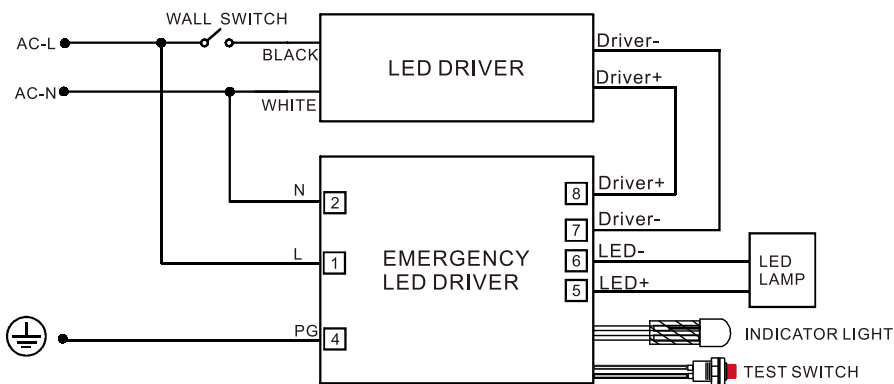 WALL SWITCH
AC-L
BLACK
LED DRIVER
Driver-
Driver+
AC-N
WHITE
N
2
L
1
EMERGENCY
LED DRIVER
8
Driver+
7
Driver-
6
LED-
5
LED+
LED
LAMP
PG
4
INDICATOR LIGHT
TEST SWITCH